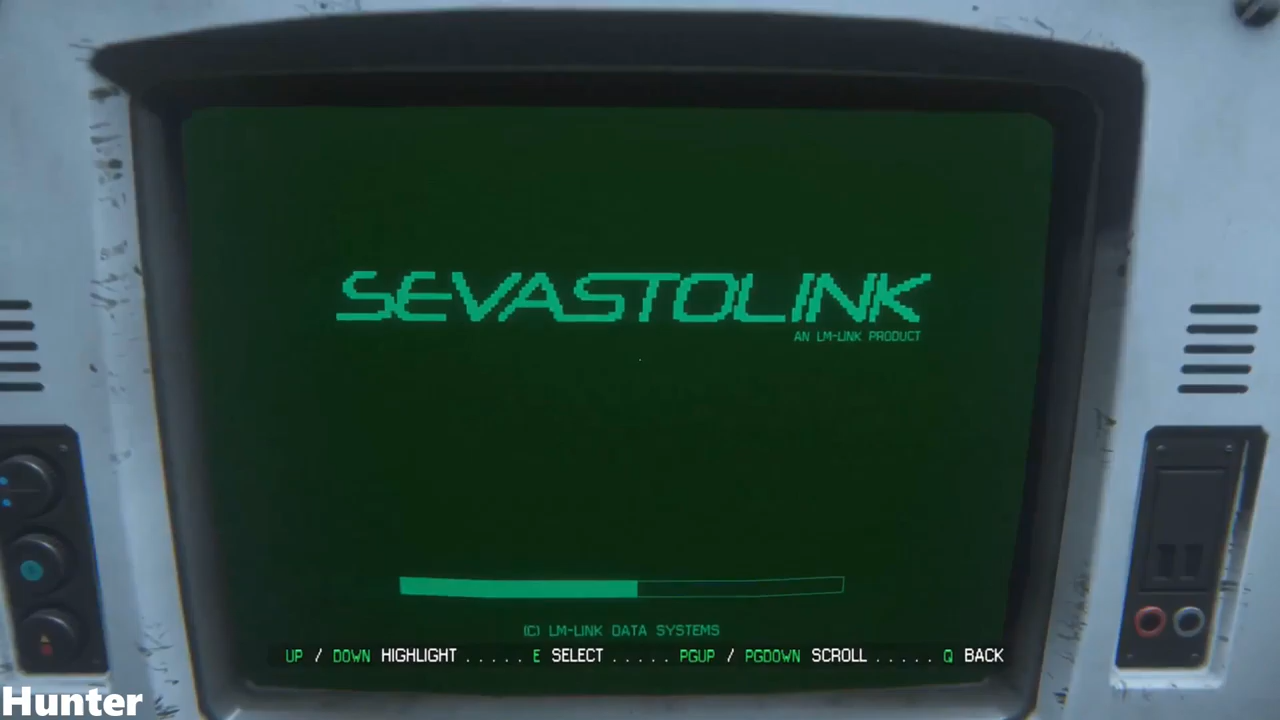 SEVASTOLINK
AN LM-LINK PRODUCT
(C) LM-LINK DATA SYSTEMS
UP / DOWN HIGHLIGHT ..... E SELECT ..... PGUP / PGDOWN SCROLL ..... Q BACK
Hunter